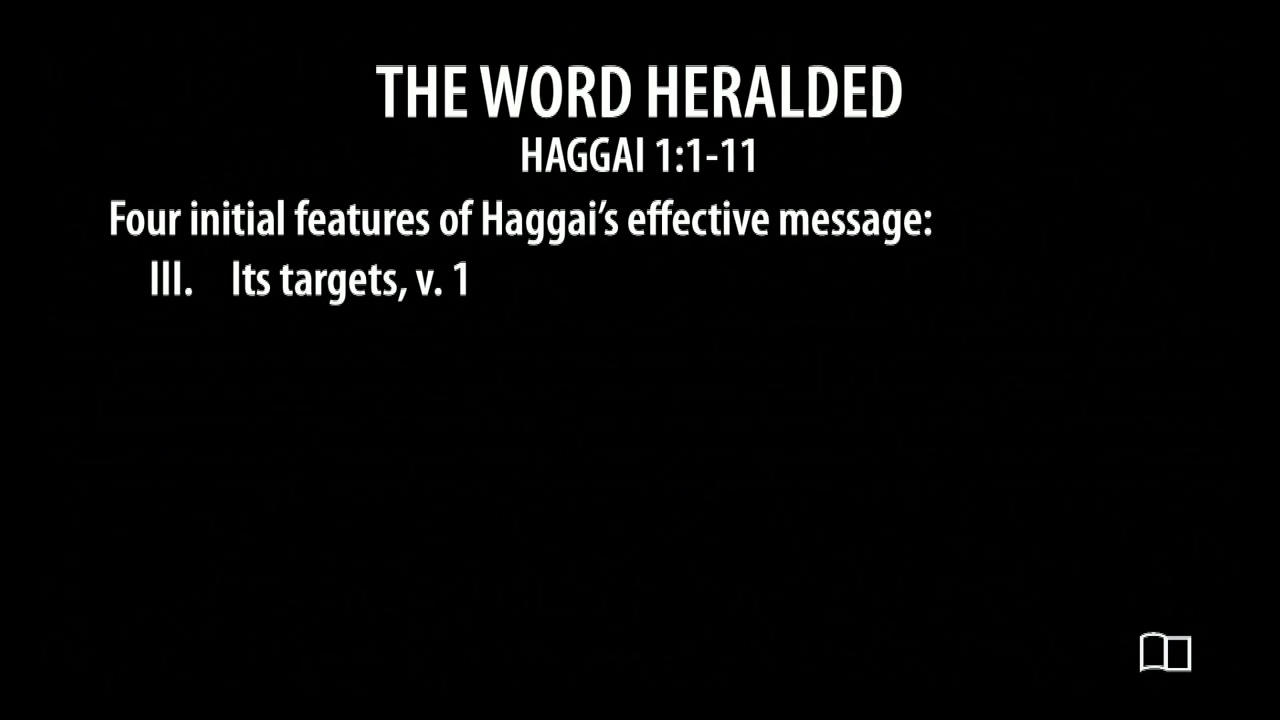 THE WORD HERALDED
HAGGAI 1:1-11
Four initial features of Haggai’s effective message:
III. Its targets, v. 1